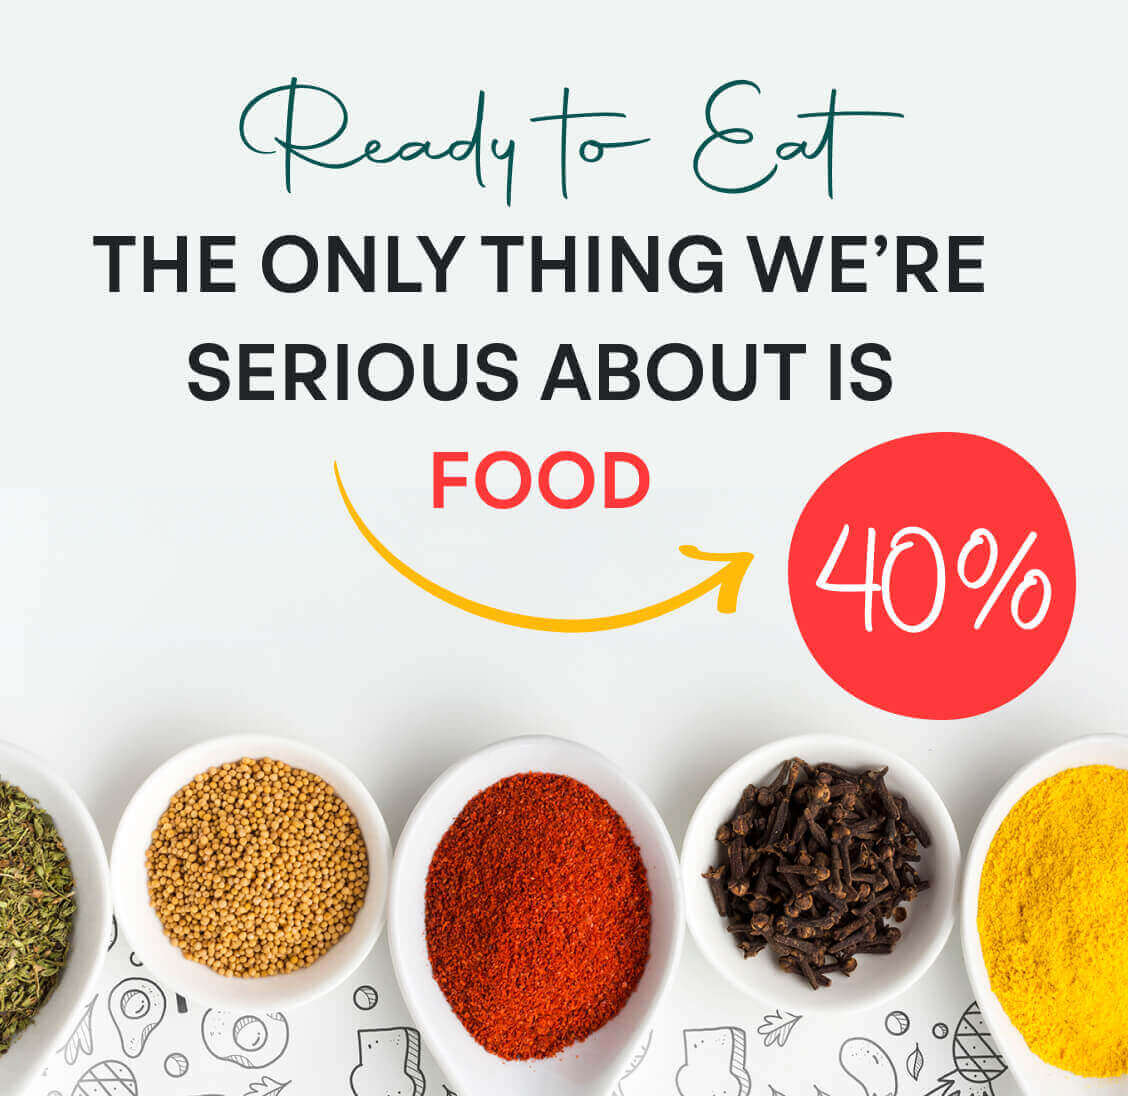 Ready to Eat
THE ONLY THING WE’RE
SERIOUS ABOUT IS
FOOD
40%